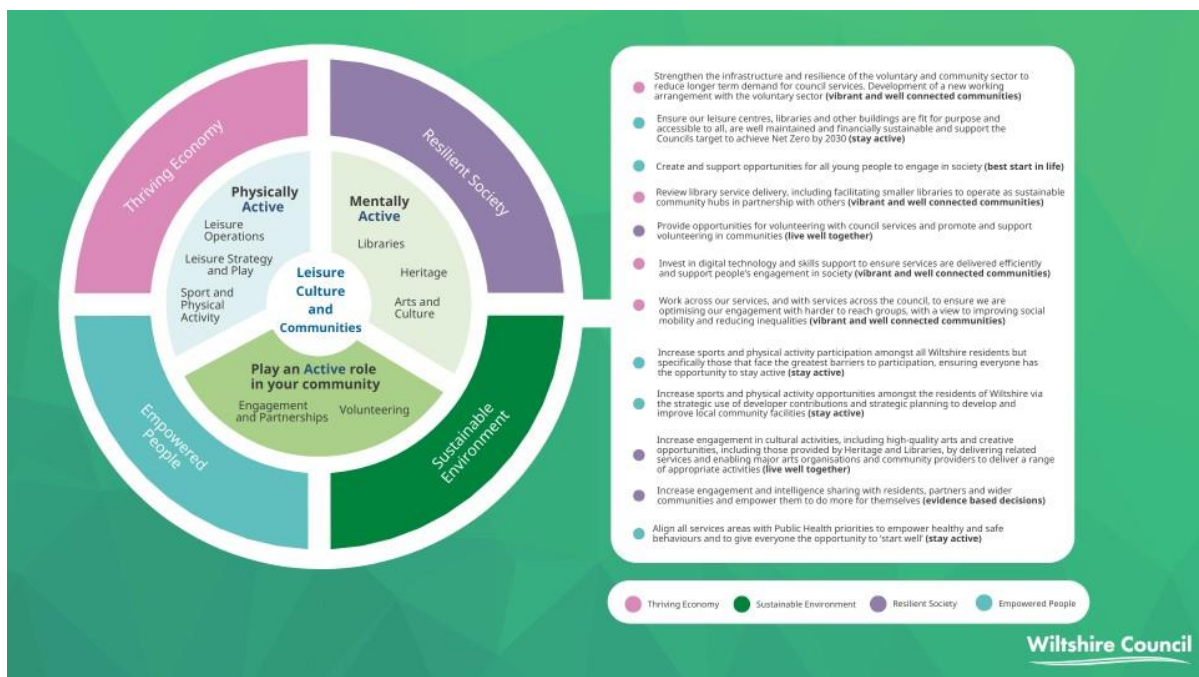 Thriving Economy
Resilient Society
Physically
Active
Leisure
Operations
Leisure Strategy
and Play
Sport and
Physical
Activity
Mentally
Active
Libraries
Heritage
Arts and
Culture
Leisure
Culture
and
Communities
Play an Active role
in your community
Engagement
and Partnerships
Volunteering
Empowered
People
Sustainable
Environment
Strengthen the infrastructure and resilience of the voluntary and community sector to
reduce longer term demand for council services. Development of a new working
arrangement with the voluntary sector (vibrant and well connected communities)
Ensure our leisure centres, libraries and other buildings are fit for purpose and
accessible to all, are well maintained and financially sustainable and support the
Councils target to achieve Net Zero by 2030 (stay active)
Create and support opportunities for all young people to engage in society (best start in life)
Review library service delivery, including facilitating smaller libraries to operate as sustainable
community hubs in partnership with others (vibrant and well connected communities)
Provide opportunities for volunteering with council services and promote and support
volunteering in communities (live well together)
Invest in digital technology and skills support to ensure services are delivered efficiently
and support people's engagement in society (vibrant and well connected communities)
Work across our services, and with services across the council, to ensure we are
optimising our engagement with harder to reach groups, with a view to improving social
mobility and reducing inequalities (vibrant and well connected communities)
Increase sports and physical activity participation amongst all Wiltshire residents but
specifically those that face the greatest barriers to participation, ensuring everyone has
the opportunity to stay active (stay active)
Increase sports and physical activity opportunities amongst the residents of Wiltshire via
the strategic use of developer contributions and strategic planning to develop and
improve local community facilities (stay active)
Increase engagement in cultural activities, including high-quality arts and creative
opportunities, including those provided by Heritage and Libraries, by delivering related
services and enabling major arts organisations and community providers to deliver a range
of appropriate activities (live well together)
Increase engagement and intelligence sharing with residents, partners and wider
communities and empower them to do more for themselves (evidence based decisions)
Align all services areas with Public Health priorities to empower healthy and safe
behaviours and to give everyone the opportunity to 'start well' (stay active)
Thriving Economy
Sustainable Environment
Resilient Society
Empowered People
Wiltshire Council